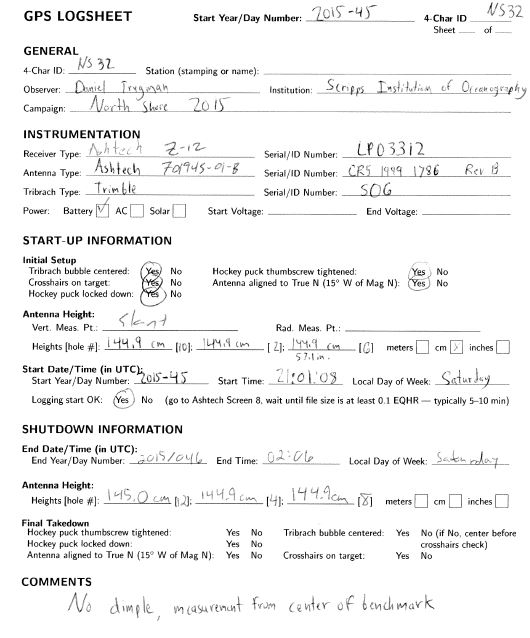 GPS LOGSHEET Start Year/Day Number: 2015-45 4-Char ID NS32
Sheet __ of __
GENERAL
4-Char ID: NS32 Station (stamping or name):
Observer: Daniel Trugman Institution: Scripps Institution of Oceanography
Campaign: North Shore 2015
INSTRUMENTATION
Receiver Type: Ashtech Z-12 Serial/ID Number: LP03312
Antenna Type: Ashtech 701945-01-B Serial/ID Number: CR5 1999 1786 Rev B
Tribrach Type: Trimble Serial/ID Number: SOG
Power: Battery ☑ AC ☐ Solar ☐ Start Voltage: End Voltage:
START-UP INFORMATION
Initial Setup
Tribrach bubble centered: Yes No Hockey puck thumbscrew tightened: Yes No
Crosshairs on target: Yes No Antenna aligned to True N (15° W of Mag N): Yes No
Hockey puck locked down: Yes No
Antenna Height:
Vert. Meas. Pt.: Slant Rad. Meas. Pt.:
Heights [hole #]: 144.9 cm [10]; 144.9 cm [2]; 144.9 cm [6] meters cm inches
57.1 in.
Start Date/Time (in UTC):
Start Year/Day Number: 2015-45 Start Time: 21:01:08 Local Day of Week: Saturday
Logging start OK: Yes No (go to Ashtech Screen 8, wait until file size is at least 0.1 EQHR — typically 5–10 min)
SHUTDOWN INFORMATION
End Date/Time (in UTC):
End Year/Day Number: 2015/046 End Time: 02:06 Local Day of Week: Saturday
Antenna Height:
Heights [hole #]: 145.0 cm [12]; 144.9 cm [4]; 144.9 cm [8] meters cm inches
Final Takedown
Hockey puck thumbscrew tightened: Yes No Tribrach bubble centered: Yes No (if No, center before
Hockey puck locked down: Yes No crosshairs check)
Antenna aligned to True N (15° W of Mag N): Yes No Crosshairs on target: Yes No
COMMENTS
No dimple, measurement from center of benchmark